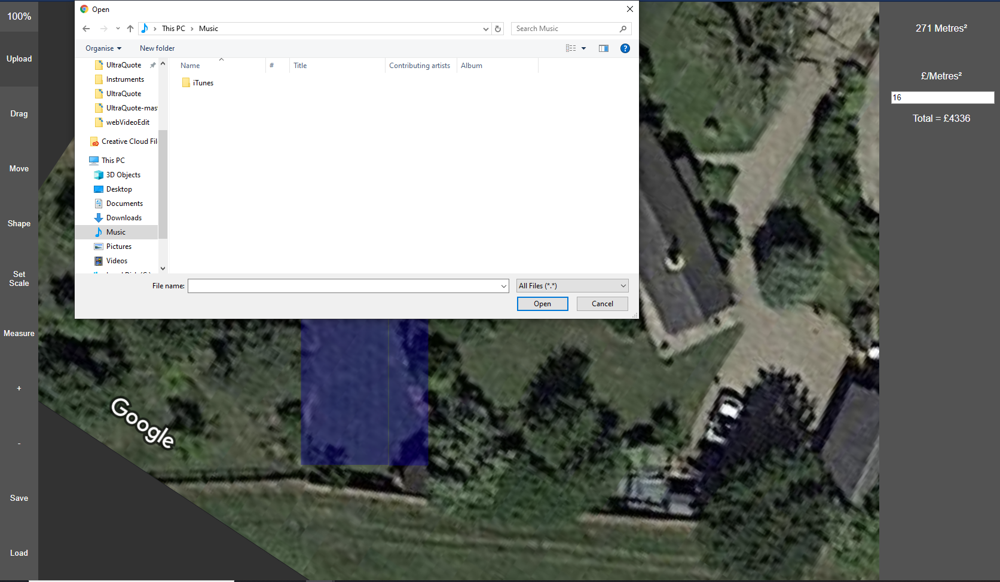 100%
Upload
Drag
Move
Shape
Set
Scale
Measure
+
-
Save
Load
Open
This PC
Music
Search Music
Organise
New folder
UltraQuote
Instruments
UltraQuote
UltraQuote-mas
webVideoEdit
Creative Cloud Fil
This PC
3D Objects
Desktop
Documents
Downloads
Music
Pictures
Videos
Name
#
Title
Contributing artists
Album
iTunes
File name:
All Files (*.*)
Open
Cancel
Google
271 Metres²
£/Metres²
16
Total = £4336